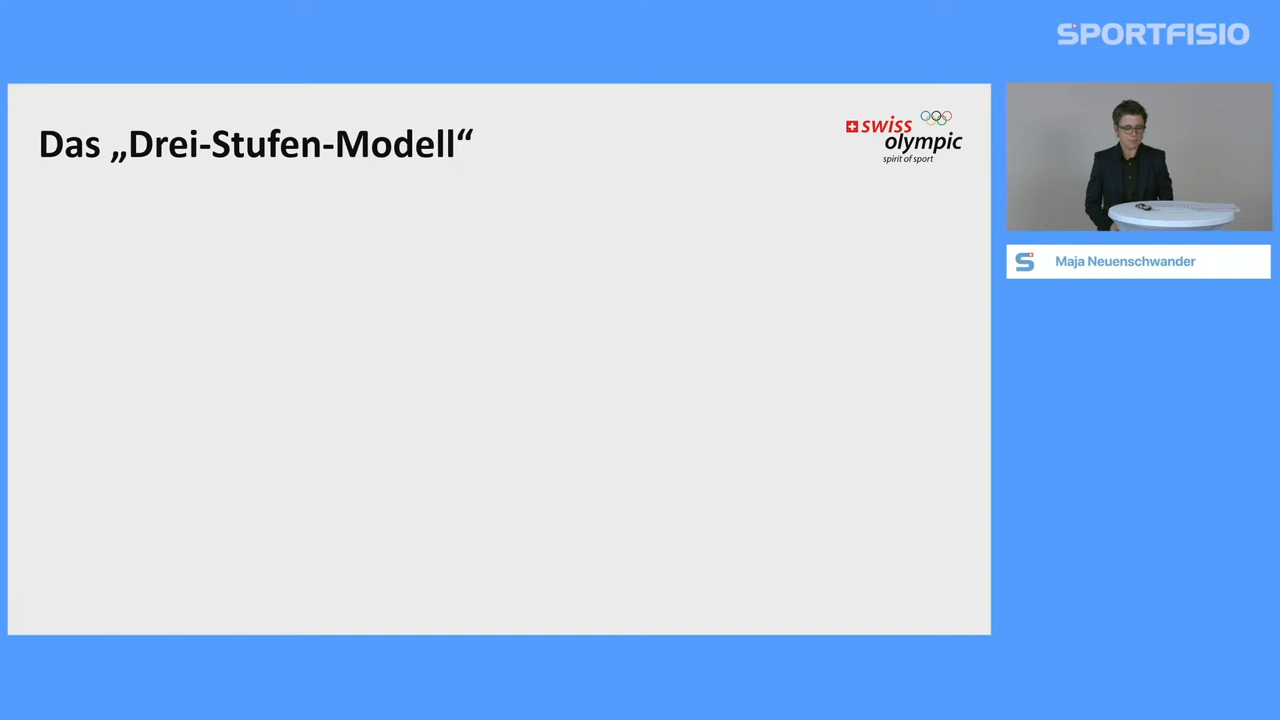 SPORTFISIO
Das „Drei-Stufen-Modell“
swiss
olympic
spirit of sport
S Maja Neuenschwander